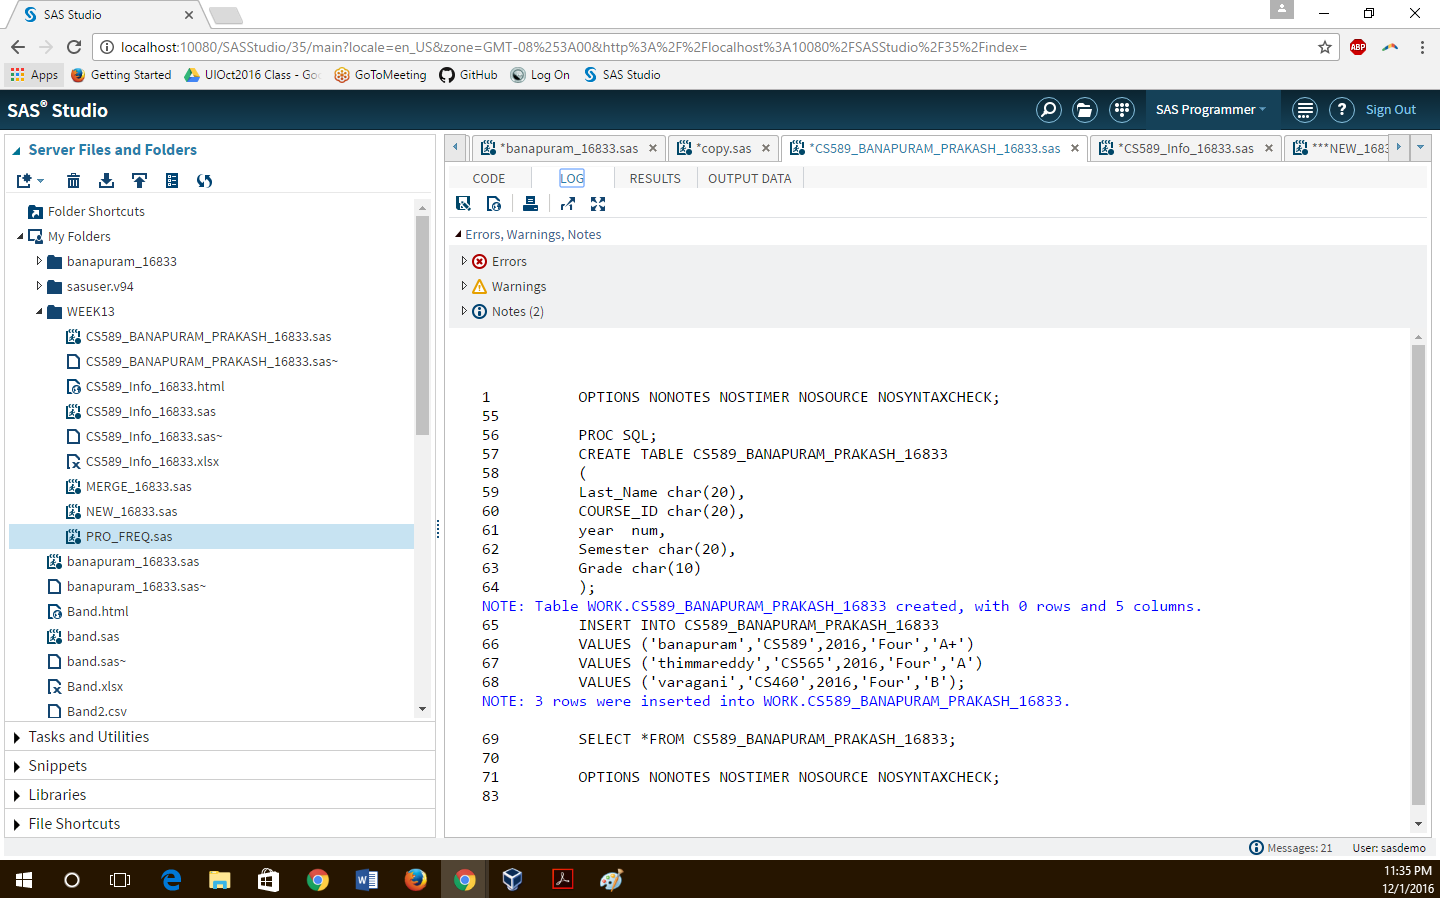 SAS Studio
localhost:10080/SASStudio/35/main?locale=en_US&zone=GMT-08%253A00&http%3A%2F%2Flocalhost%3A10080%2FSASStudio%2F35%2Findex=
ABP
Apps Getting Started UIOct2016 Class - Goo GoToMeeting GitHub Log On SAS Studio
SAS® Studio
SAS Programmer
Sign Out
Server Files and Folders
Folder Shortcuts
My Folders
banapuram_16833
sasuser.v94
WEEK13
CS589_BANAPURAM_PRAKASH_16833.sas
CS589_BANAPURAM_PRAKASH_16833.sas~
CS589_Info_16833.html
CS589_Info_16833.sas
CS589_Info_16833.sas~
CS589_Info_16833.xlsx
MERGE_16833.sas
NEW_16833.sas
PRO_FREQ.sas
banapuram_16833.sas
banapuram_16833.sas~
Band.html
band.sas
band.sas~
Band.xlsx
Band2.csv
Tasks and Utilities
Snippets
Libraries
File Shortcuts
*banapuram_16833.sas *copy.sas *CS589_BANAPURAM_PRAKASH_16833.sas *CS589_Info_16833.sas ***NEW_1683
CODE LOG RESULTS OUTPUT DATA
Errors, Warnings, Notes
Errors
Warnings
Notes (2)
1 OPTIONS NONOTES NOSTIMER NOSOURCE NOSYNTAXCHECK;
55
56 PROC SQL;
57 CREATE TABLE CS589_BANAPURAM_PRAKASH_16833
58 (
59 Last_Name char(20),
60 COURSE_ID char(20),
61 year  num,
62 Semester char(20),
63 Grade char(10)
64 );
NOTE: Table WORK.CS589_BANAPURAM_PRAKASH_16833 created, with 0 rows and 5 columns.
65 INSERT INTO CS589_BANAPURAM_PRAKASH_16833
66 VALUES ('banapuram','CS589',2016,'Four','A+')
67 VALUES ('thimmareddy','CS565',2016,'Four','A')
68 VALUES ('varagani','CS460',2016,'Four','B');
NOTE: 3 rows were inserted into WORK.CS589_BANAPURAM_PRAKASH_16833.
69 SELECT *FROM CS589_BANAPURAM_PRAKASH_16833;
70
71 OPTIONS NONOTES NOSTIMER NOSOURCE NOSYNTAXCHECK;
83
Messages: 21 User: sasdemo
11:35 PM
12/1/2016